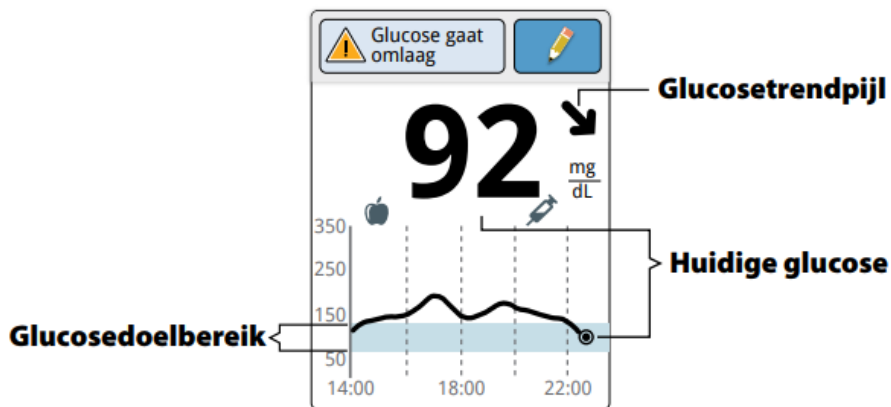 Glucose gaat
omlaag
Glucosetrendpijl
92
mg
dL
350
250
Huidige glucose
150
Glucosedoelbereik
50
14:00 18:00 22:00